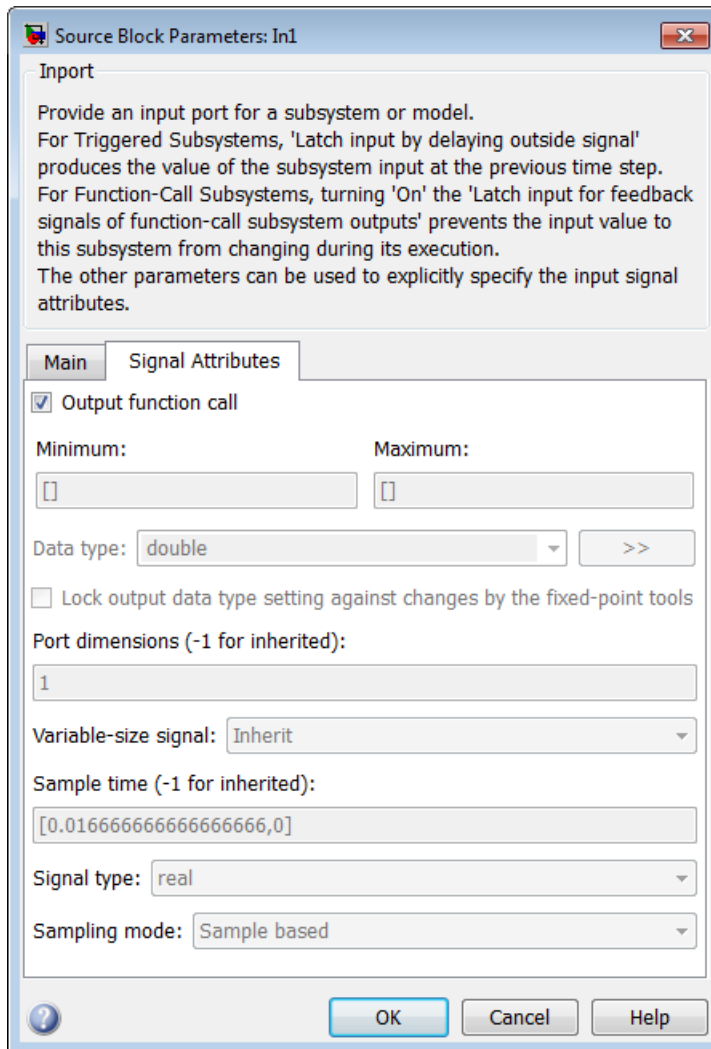 Source Block Parameters: In1
Inport
Provide an input port for a subsystem or model.
For Triggered Subsystems, 'Latch input by delaying outside signal'
produces the value of the subsystem input at the previous time step.
For Function-Call Subsystems, turning 'On' the 'Latch input for feedback
signals of function-call subsystem outputs' prevents the input value to
this subsystem from changing during its execution.
The other parameters can be used to explicitly specify the input signal
attributes.
Main Signal Attributes
Output function call
Minimum: Maximum:
[] []
Data type: double >>
Lock output data type setting against changes by the fixed-point tools
Port dimensions (-1 for inherited):
1
Variable-size signal: Inherit
Sample time (-1 for inherited):
[0.016666666666666666,0]
Signal type: real
Sampling mode: Sample based
? OK Cancel Help